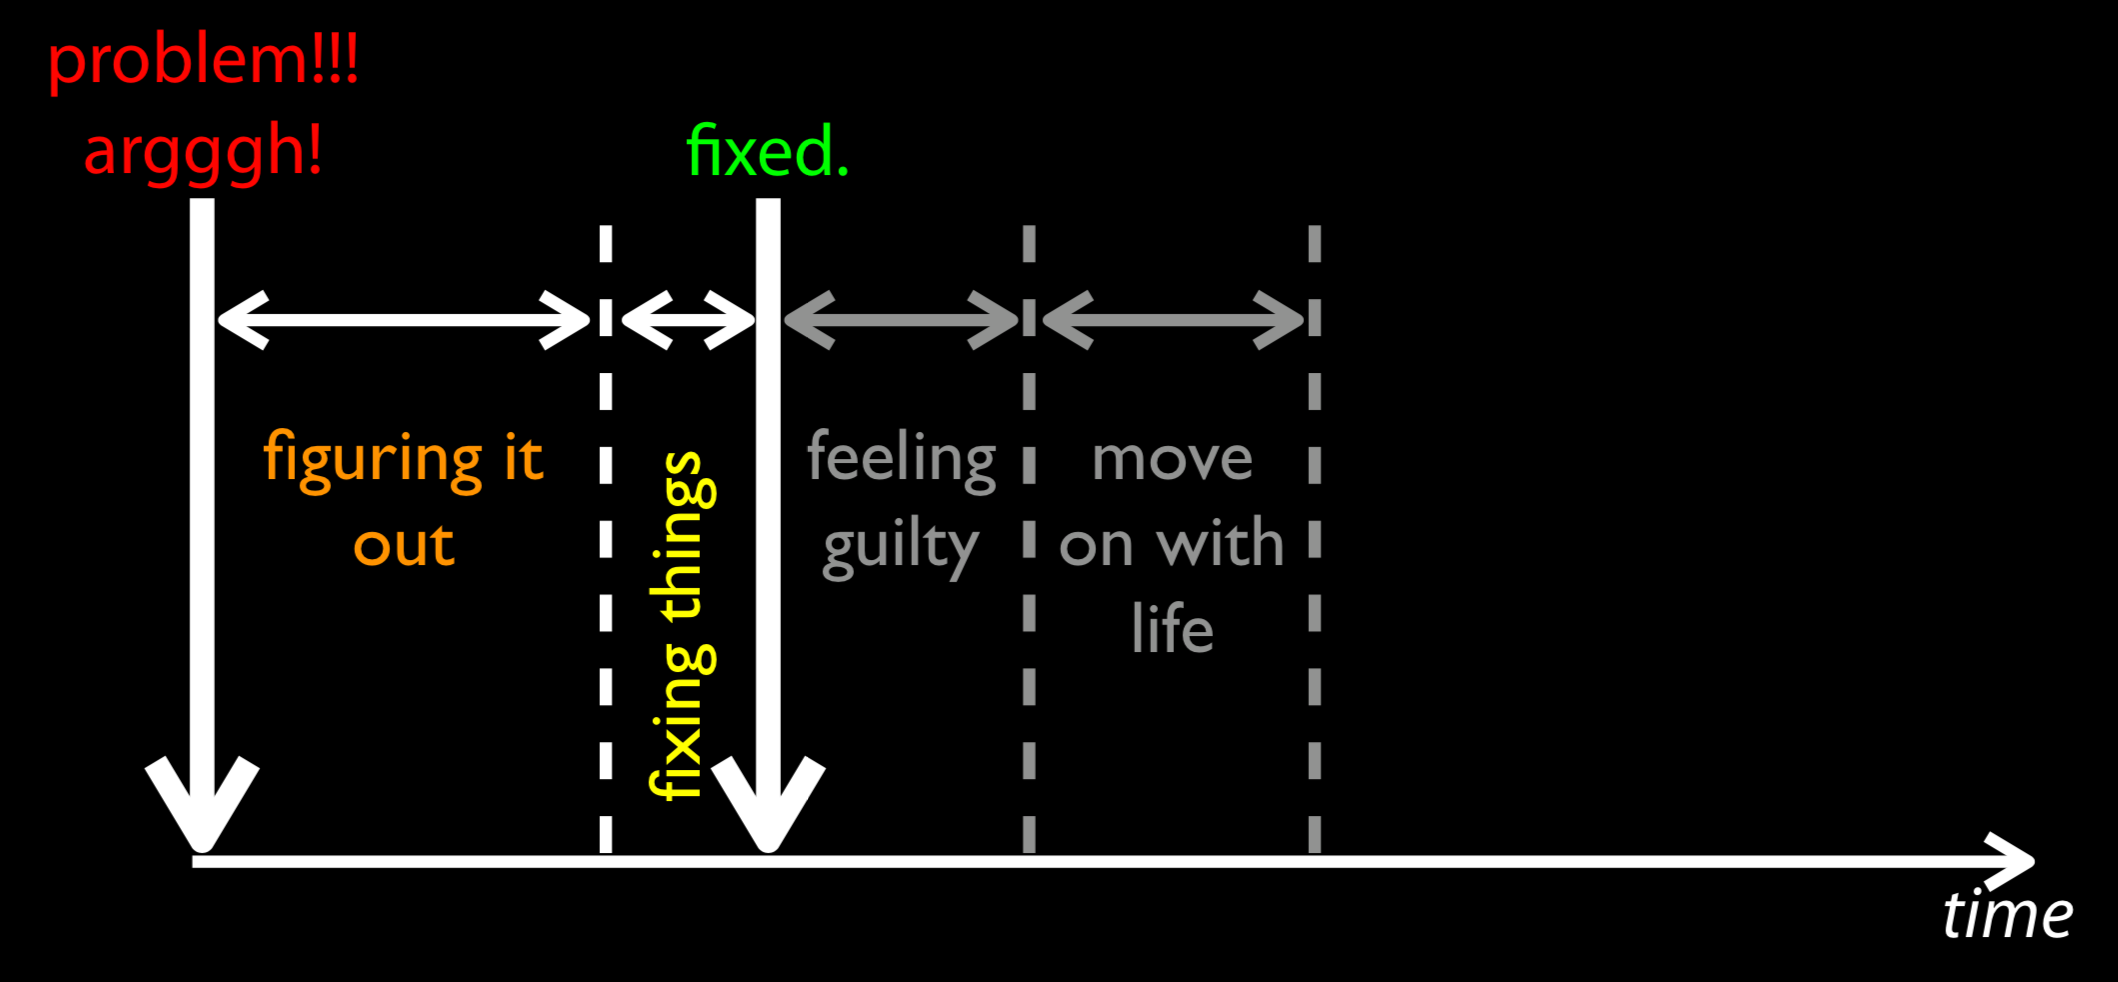 problem!!!
argggh!
fixed.
figuring it
out
fixing things
feeling
guilty
move
on with
life
time